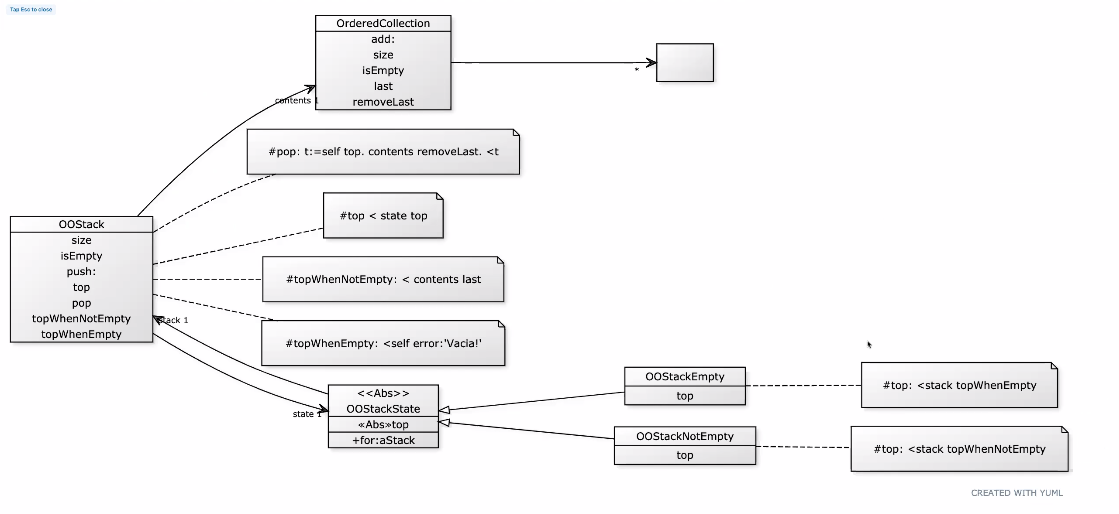 Tap Esc to close
OrderedCollection
add:
size
isEmpty
last
removeLast
*
contents 1
#pop: t:=self top. contents removeLast. <t
#top < state top
OOStack
size
isEmpty
push:
top
pop
topWhenNotEmpty
topWhenEmpty
#topWhenNotEmpty: < contents last
stack 1
#topWhenEmpty: <self error:'Vacia!'
state 1
<<Abs>>
OOStackState
«Abs»top
+for:aStack
OOStackEmpty
top
#top: <stack topWhenEmpty
OOStackNotEmpty
top
#top: <stack topWhenNotEmpty
CREATED WITH YUML